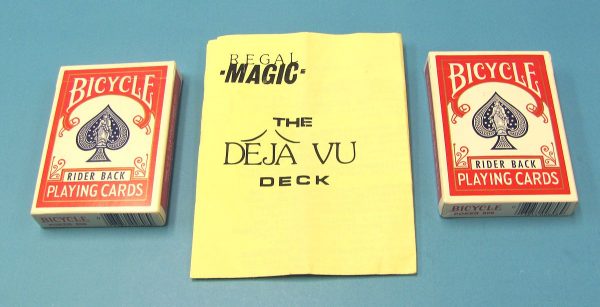 BICYCLE
RIDER BACK
PLAYING CARDS
BICYCLE
REGAL
MAGIC
THE
DÉJÀ VU
DECK
BICYCLE
RIDER BACK
PLAYING CARDS
BICYCLE